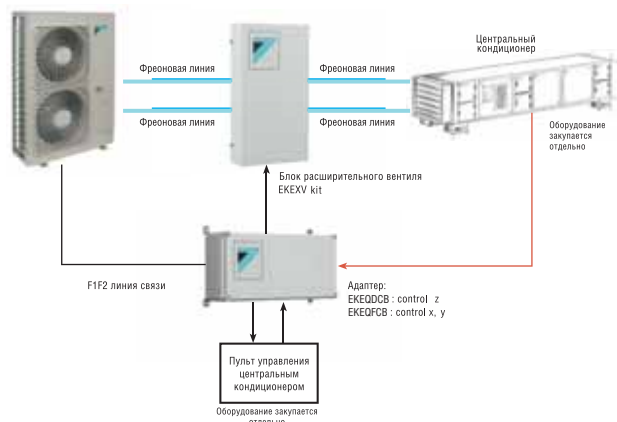 Центральный
кондиционер
Фреоновая линия
Фреоновая линия
Фреоновая линия
Фреоновая линия
Оборудование
закупается
отдельно
Блок расширительного вентиля
EKEXV kit
F1F2 линия связи
Адаптер:
EKEQDCB : control z
EKEQFCB : control x, y
Пульт управления
центральным
кондиционером
Оборудование закупается
отдельно